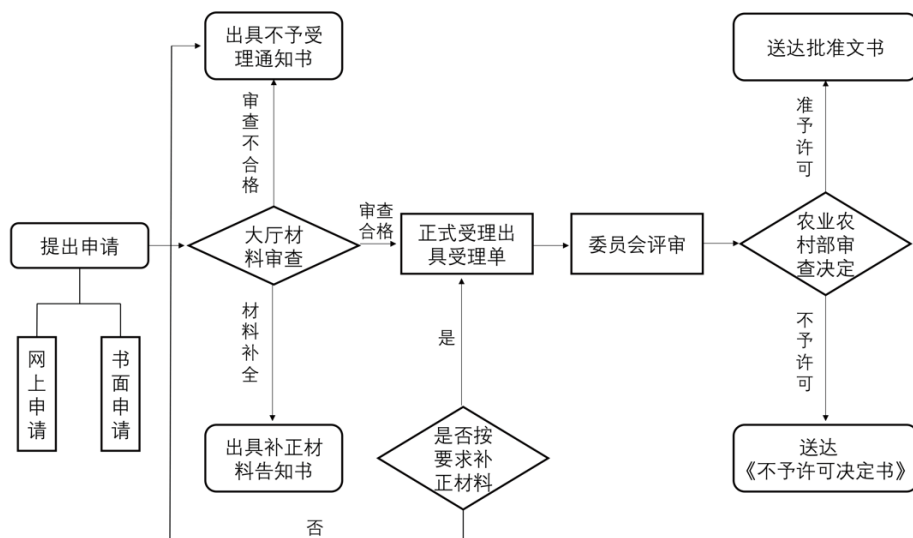 出具不予受
理通知书
送达批准文书
审查不合格
准予许可
提出申请
大厅材
料审查
审查
合格
正式受理出
具受理单
委员会评审
农业农
村部审
查决定
网上申请
书面申请
材料补全
是
不予许可
出具补正材
料告知书
是否按
要求补
正材料
送达
《不予许可决定书》
否